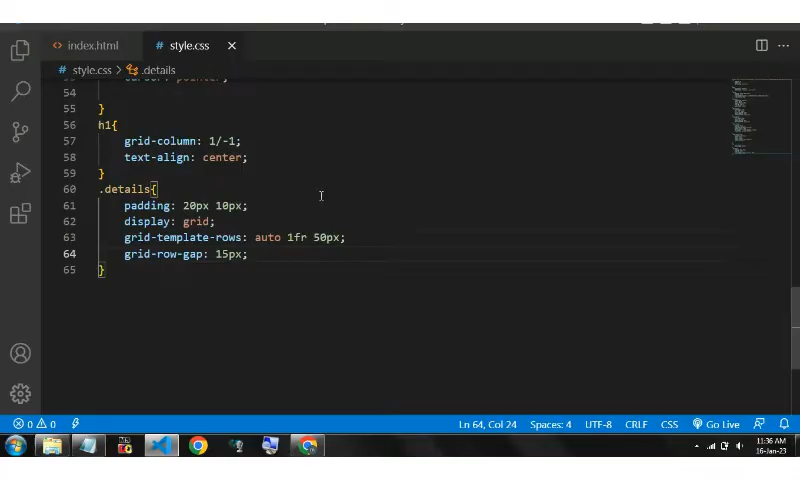 index.html
style.css
style.css > .details
53 cursor: pointer;
54
55 }
56 h1{
57 grid-column: 1/-1;
58 text-align: center;
59 }
60 .details{
61 padding: 20px 10px;
62 display: grid;
63 grid-template-rows: auto 1fr 50px;
64 grid-row-gap: 15px;
65 }
0 0 Ln 64, Col 24 Spaces: 4 UTF-8 CRLF CSS Go Live
11:36 AM
16-Jan-23